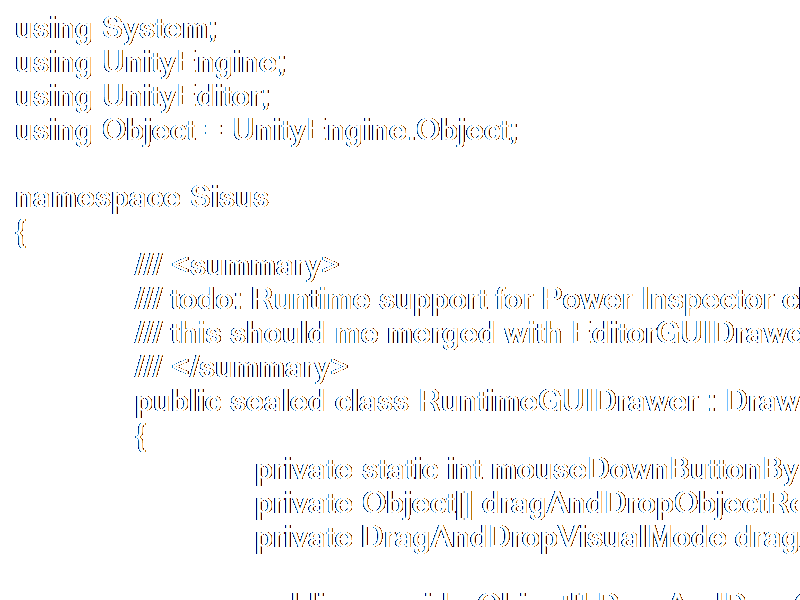 using System;
using UnityEngine;
using UnityEditor;
using Object = UnityEngine.Object;
namespace Sisus
{
//// <summary>
//// todo: Runtime support for Power Inspector
//// this should me merged with EditorGUIDrawe
//// </summary>
public sealed class RuntimeGUIDrawer : Draw
{
private static int mouseDownButtonBy
private Object[] dragAndDropObjectRe
private DragAndDropVisualMode drag